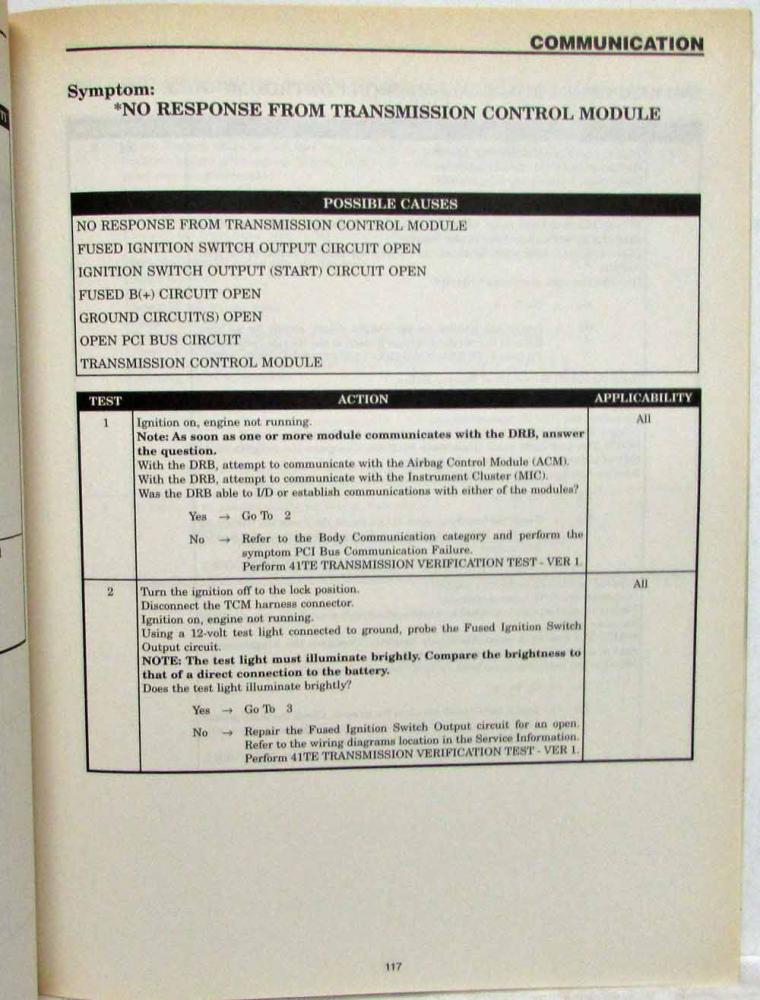 COMMUNICATION
Symptom:
*NO RESPONSE FROM TRANSMISSION CONTROL MODULE
POSSIBLE CAUSES
NO RESPONSE FROM TRANSMISSION CONTROL MODULE
FUSED IGNITION SWITCH OUTPUT CIRCUIT OPEN
IGNITION SWITCH OUTPUT (START) CIRCUIT OPEN
FUSED B(+) CIRCUIT OPEN
GROUND CIRCUIT(S) OPEN
OPEN PCI BUS CIRCUIT
TRANSMISSION CONTROL MODULE
TEST ACTION APPLICABILITY
1 Ignition on, engine not running. All
Note: As soon as one or more module communicates with the DRB, answer
the question.
With the DRB, attempt to communicate with the Airbag Control Module (ACM).
With the DRB, attempt to communicate with the Instrument Cluster (MIC).
Was the DRB able to I/D or establish communications with either of the modules?
Yes → Go To 2
No → Refer to the Body Communication category and perform the
symptom PCI Bus Communication Failure.
Perform 41TE TRANSMISSION VERIFICATION TEST - VER 1.
2 Turn the ignition off to the lock position. All
Disconnect the TCM harness connector.
Ignition on, engine not running.
Using a 12-volt test light connected to ground, probe the Fused Ignition Switch
Output circuit.
NOTE: The test light must illuminate brightly. Compare the brightness to
that of a direct connection to the battery.
Does the test light illuminate brightly?
Yes → Go To 3
No → Repair the Fused Ignition Switch Output circuit for an open.
Refer to the wiring diagrams location in the Service Information.
Perform 41TE TRANSMISSION VERIFICATION TEST - VER 1.
117